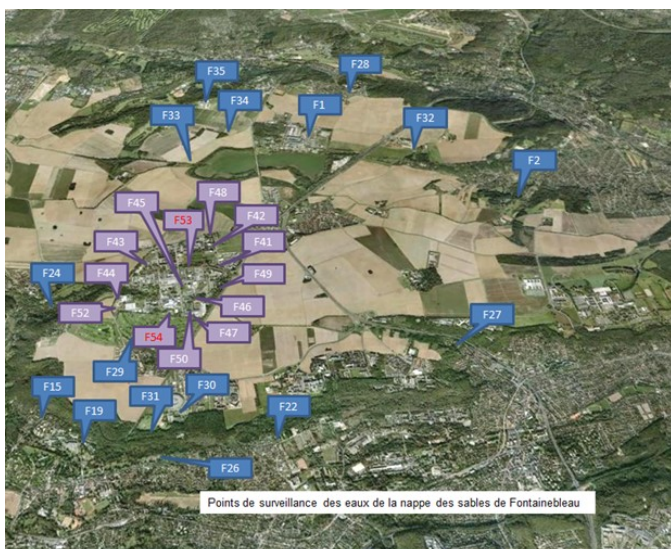 F28
F35
F34
F1
F33
F32
F2
F48
F45
F53
F42
F43
F41
F24
F44
F49
F52
F46
F27
F54
F47
F50
F29
F15
F31
F30
F19
F22
F26
Points de surveillance des eaux de la nappe des sables de Fontainebleau